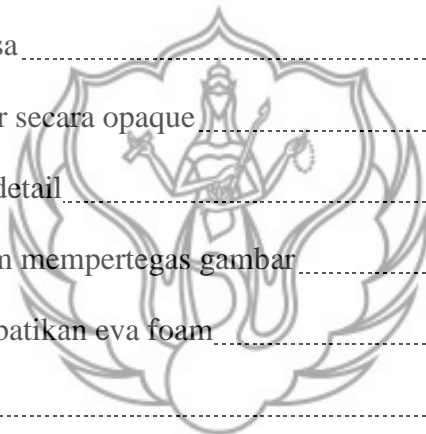 sa
r secara opaque
detail
n mempertegas gambar
batikan eva foam